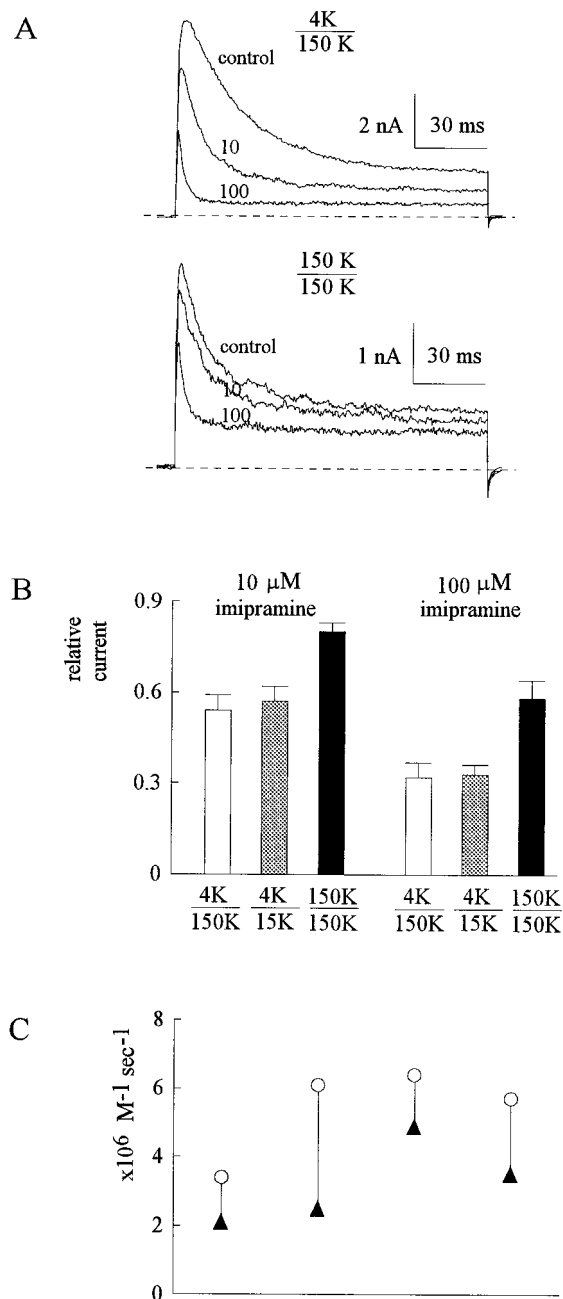 A
4K
150 K
control
2 nA 30 ms
10
100
150 K
150 K
control
1 nA 30 ms
10
100
B
10 μM
imipramine
100 μM
imipramine
relative
current
0.9
0.6
0.3
0
4K
150K
4K
15K
150K
150K
4K
150K
4K
15K
150K
150K
C
x10⁶ M⁻¹ sec⁻¹
8
6
4
2
0